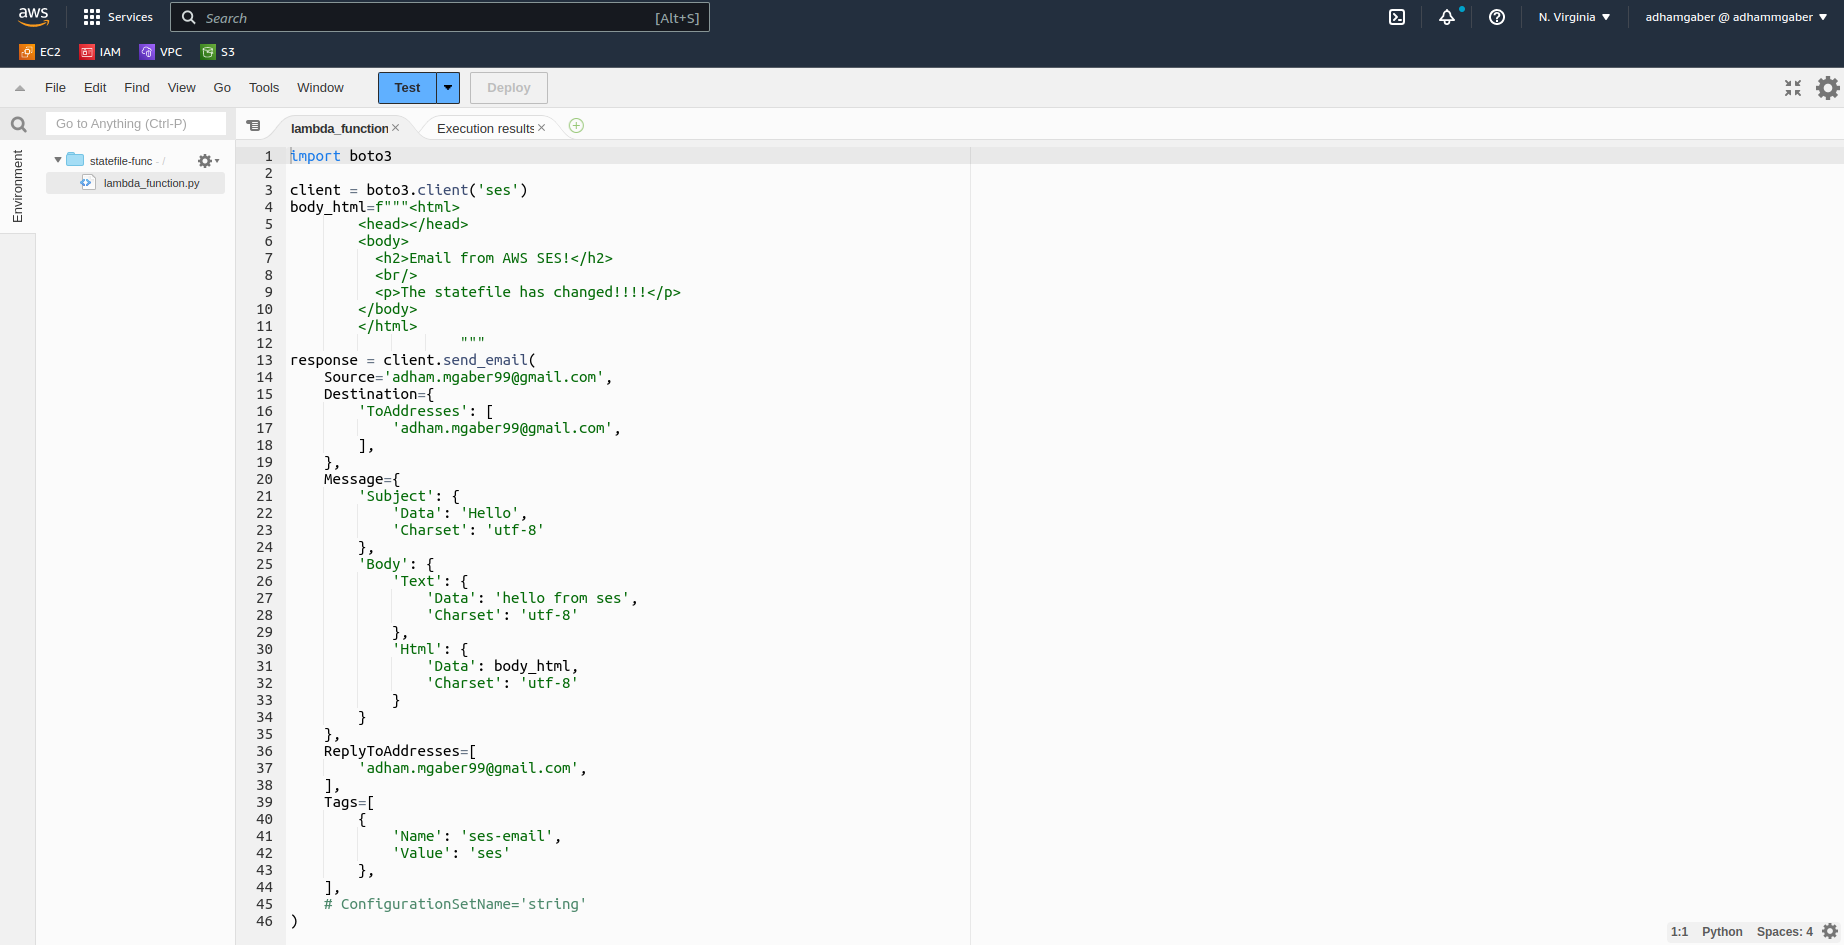 aws Services Search [Alt+S] N. Virginia adhamgaber @ adhammgaber
EC2 IAM VPC S3
File Edit Find View Go Tools Window Test Deploy
Go to Anything (Ctrl-P)
Environment
statefile-func - /
lambda_function.py
lambda_function Execution results
1 import boto3
2
3 client = boto3.client('ses')
4 body_html=f"""<html>
5 <head></head>
6 <body>
7 <h2>Email from AWS SES!</h2>
8 <br/>
9 <p>The statefile has changed!!!!</p>
10 </body>
11 </html>
12 """
13 response = client.send_email(
14 Source='adham.mgaber99@gmail.com',
15 Destination={
16 'ToAddresses': [
17 'adham.mgaber99@gmail.com',
18 ],
19 },
20 Message={
21 'Subject': {
22 'Data': 'Hello',
23 'Charset': 'utf-8'
24 },
25 'Body': {
26 'Text': {
27 'Data': 'hello from ses',
28 'Charset': 'utf-8'
29 },
30 'Html': {
31 'Data': body_html,
32 'Charset': 'utf-8'
33 }
34 }
35 },
36 ReplyToAddresses=[
37 'adham.mgaber99@gmail.com',
38 ],
39 Tags=[
40 {
41 'Name': 'ses-email',
42 'Value': 'ses'
43 },
44 ],
45 # ConfigurationSetName='string'
46 )
1:1 Python Spaces: 4